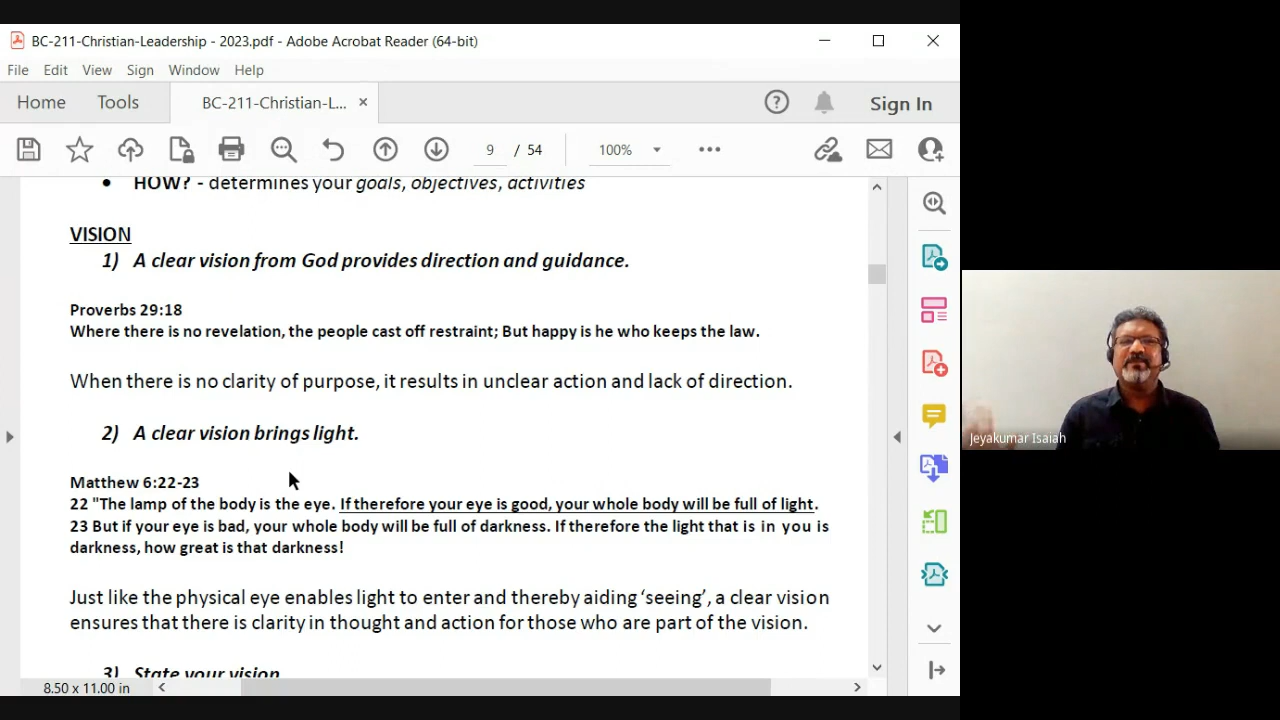 BC-211-Christian-Leadership - 2023.pdf - Adobe Acrobat Reader (64-bit)
File Edit View Sign Window Help
Home Tools BC-211-Christian-L... × Sign In
9 / 54 100%
• HOW? - determines your goals, objectives, activities
VISION
1) A clear vision from God provides direction and guidance.
Proverbs 29:18
Where there is no revelation, the people cast off restraint; But happy is he who keeps the law.
When there is no clarity of purpose, it results in unclear action and lack of direction.
2) A clear vision brings light.
Matthew 6:22-23
22 "The lamp of the body is the eye. If therefore your eye is good, your whole body will be full of light.
23 But if your eye is bad, your whole body will be full of darkness. If therefore the light that is in you is
darkness, how great is that darkness!
Just like the physical eye enables light to enter and thereby aiding ‘seeing’, a clear vision
ensures that there is clarity in thought and action for those who are part of the vision.
3) State your vision
8.50 x 11.00 in
Jeyakumar Isaiah